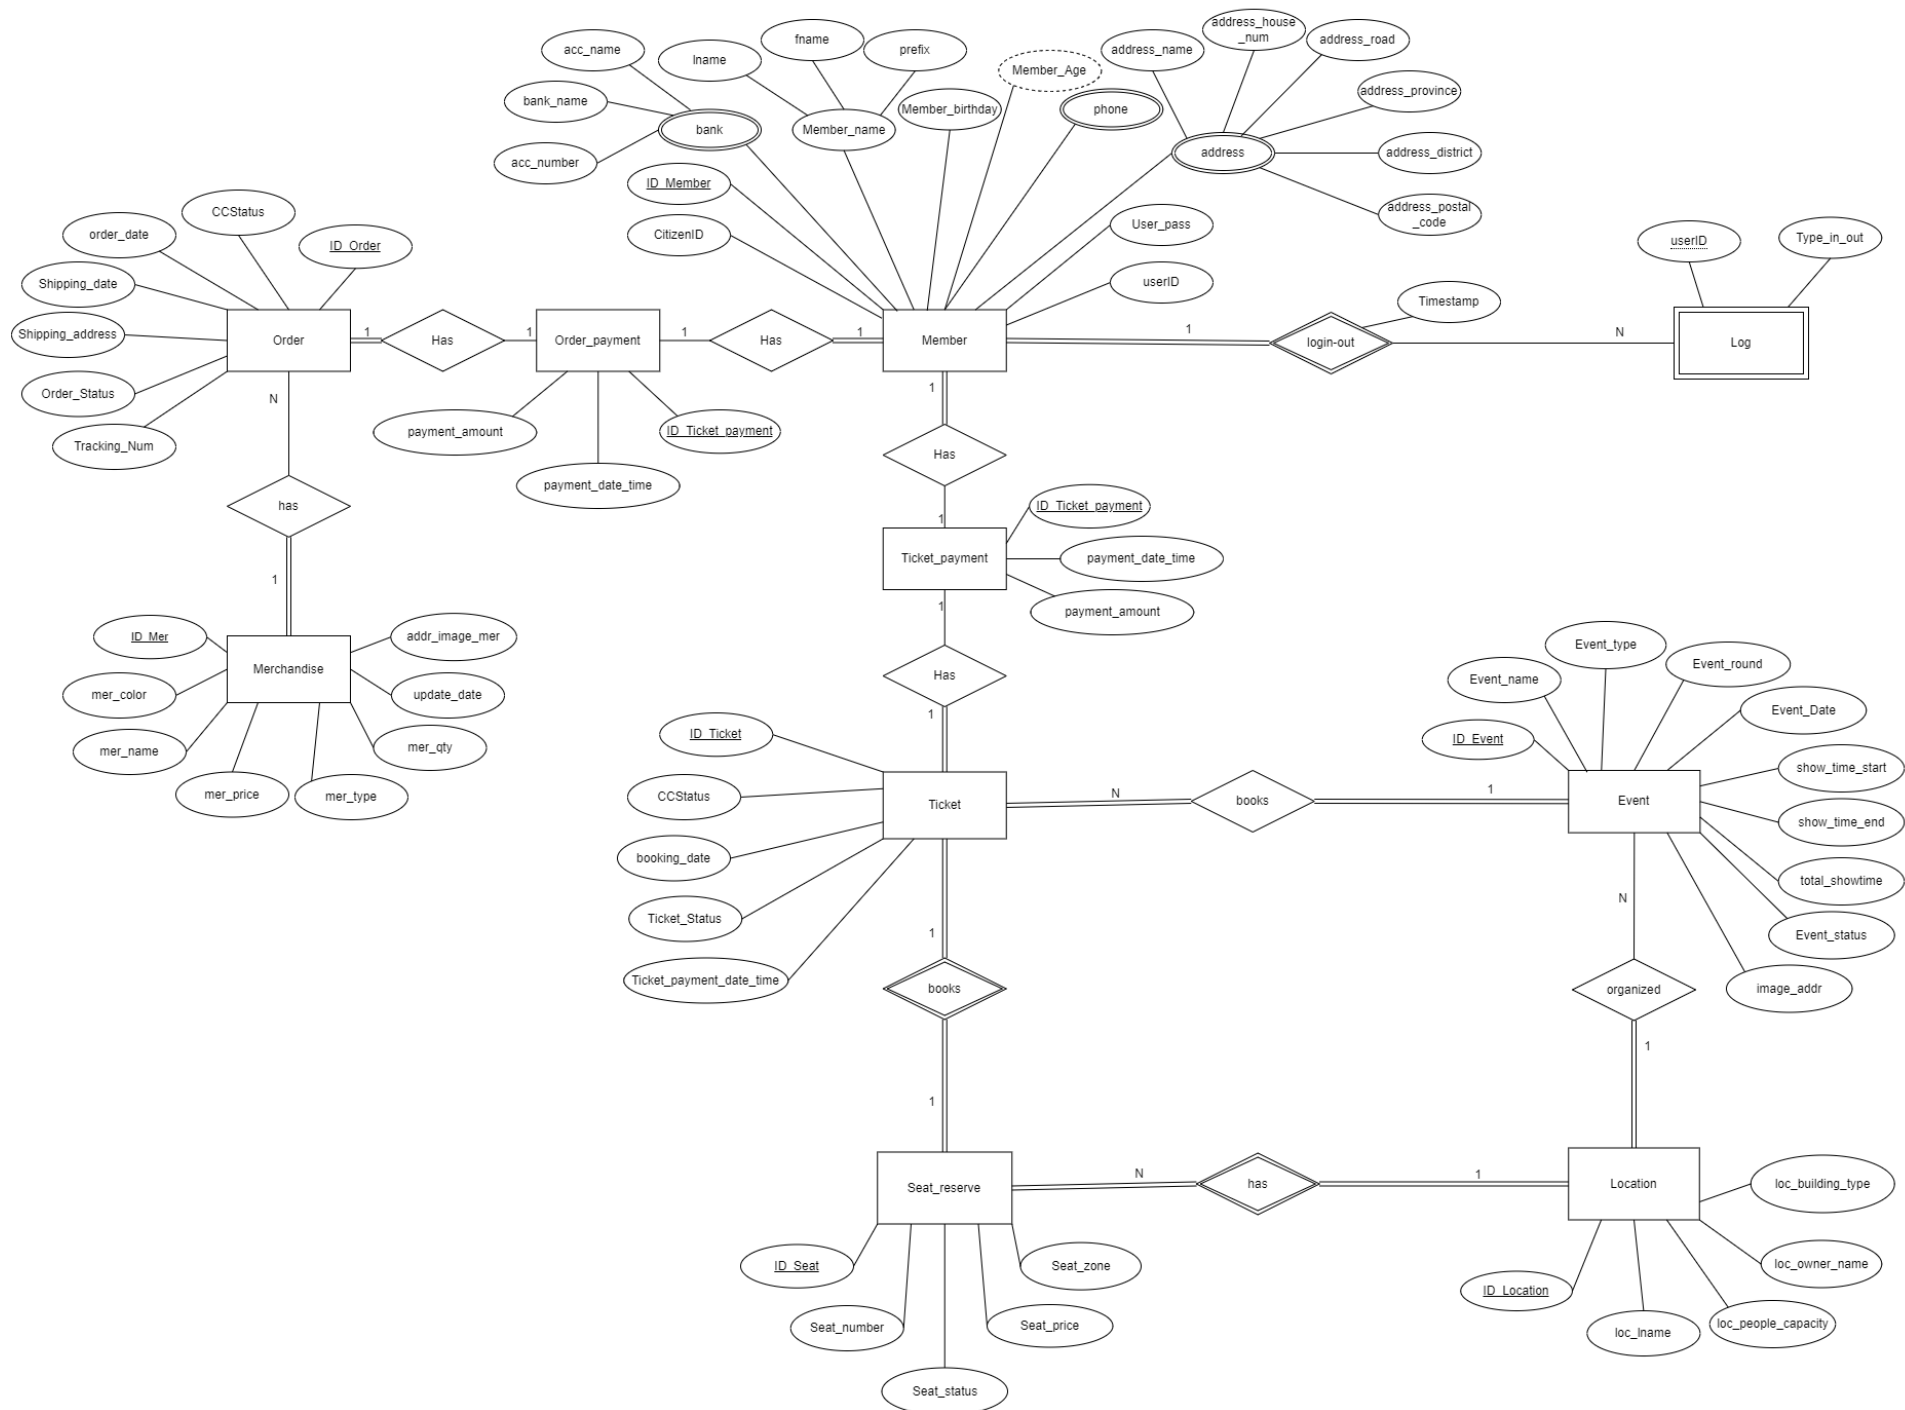 address_house
_num
fname
address_road
acc_name
prefix
address_name
lname
Member_Age
address_province
bank_name
Member_birthday
phone
bank
Member_name
address
address_district
acc_number
ID_Member
address_postal
_code
CCStatus
User_pass
order_date
CitizenID
ID_Order
userID
Type_in_out
Shipping_date
userID
Timestamp
Shipping_address
1
1
1
1
1
N
Order
Has
Order_payment
Has
Member
login-out
Log
Order_Status
N
1
payment_amount
ID_Ticket_payment
Tracking_Num
Has
payment_date_time
has
ID_Ticket_payment
1
Ticket_payment
payment_date_time
1
1
payment_amount
ID_Mer
addr_image_mer
Event_type
Merchandise
Has
Event_round
Event_name
mer_color
update_date
1
Event_Date
ID_Ticket
ID_Event
mer_name
mer_qty
show_time_start
mer_price
mer_type
CCStatus
N
1
Ticket
books
Event
show_time_end
booking_date
total_showtime
N
Ticket_Status
1
Event_status
Ticket_payment_date_time
books
organized
image_addr
1
1
N
1
Seat_reserve
has
Location
loc_building_type
ID_Seat
Seat_zone
loc_owner_name
ID_Location
Seat_number
Seat_price
loc_lname
loc_people_capacity
Seat_status